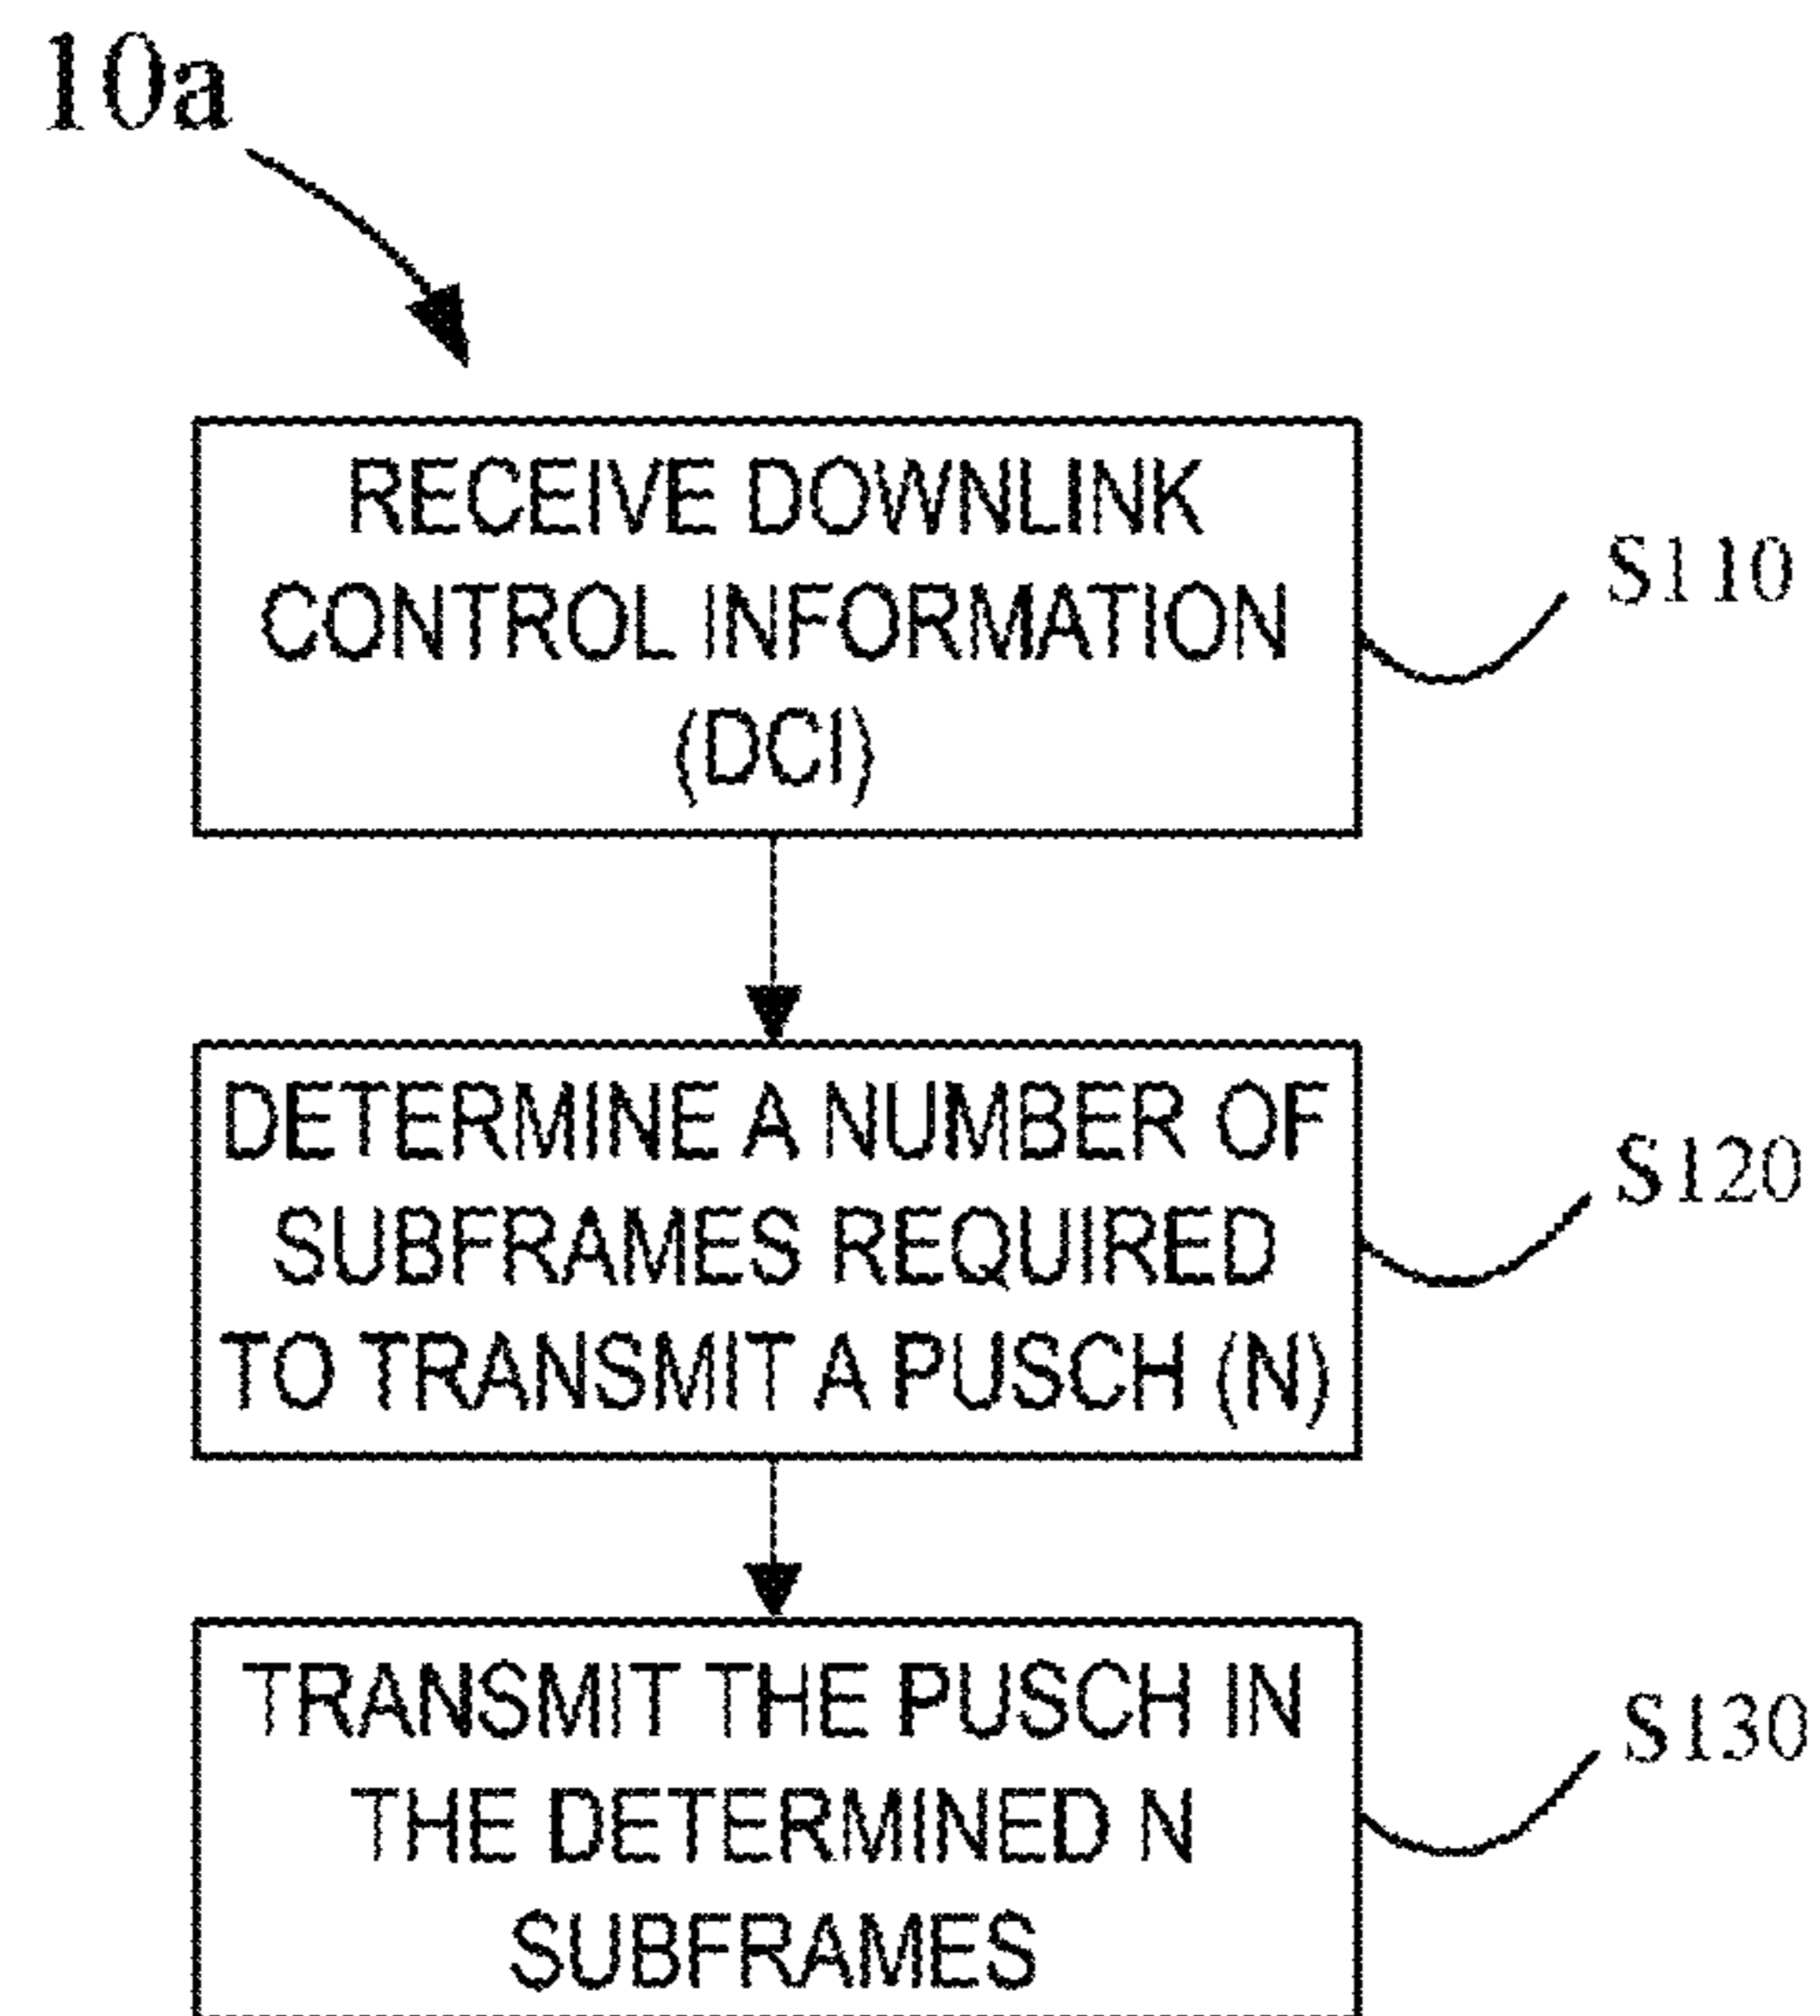 10a
RECEIVE DOWNLINK
CONTROL INFORMATION
(DCI)
S110
DETERMINE A NUMBER OF
SUBFRAMES REQUIRED
TO TRANSMIT A PUSCH (N)
S120
TRANSMIT THE PUSCH IN
THE DETERMINED N
SUBFRAMES
S130